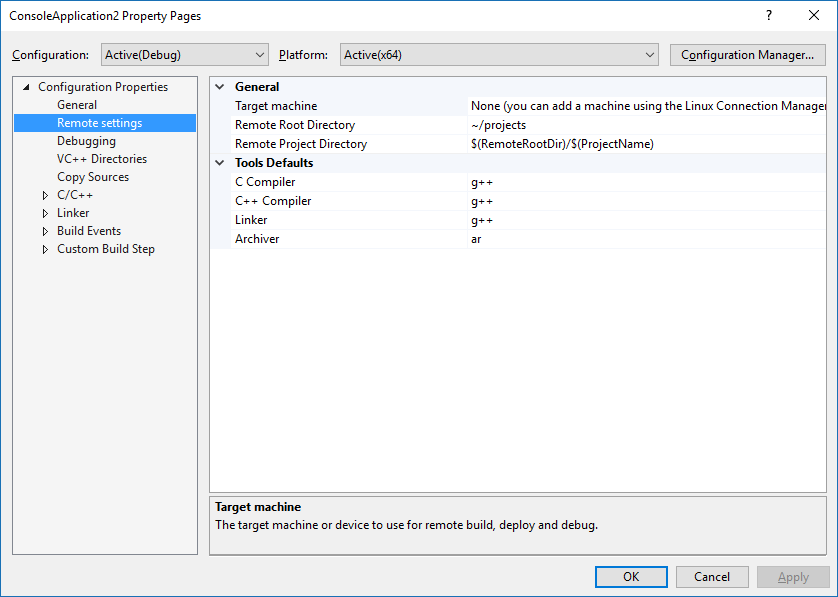 ConsoleApplication2 Property Pages ?
Configuration: Active(Debug) Platform: Active(x64) Configuration Manager...
Configuration Properties
General
Remote settings
Debugging
VC++ Directories
Copy Sources
C/C++
Linker
Build Events
Custom Build Step
General
Target machine None (you can add a machine using the Linux Connection Manager
Remote Root Directory ~/projects
Remote Project Directory $(RemoteRootDir)/$(ProjectName)
Tools Defaults
C Compiler g++
C++ Compiler g++
Linker g++
Archiver ar
Target machine
The target machine or device to use for remote build, deploy and debug.
OK Cancel Apply